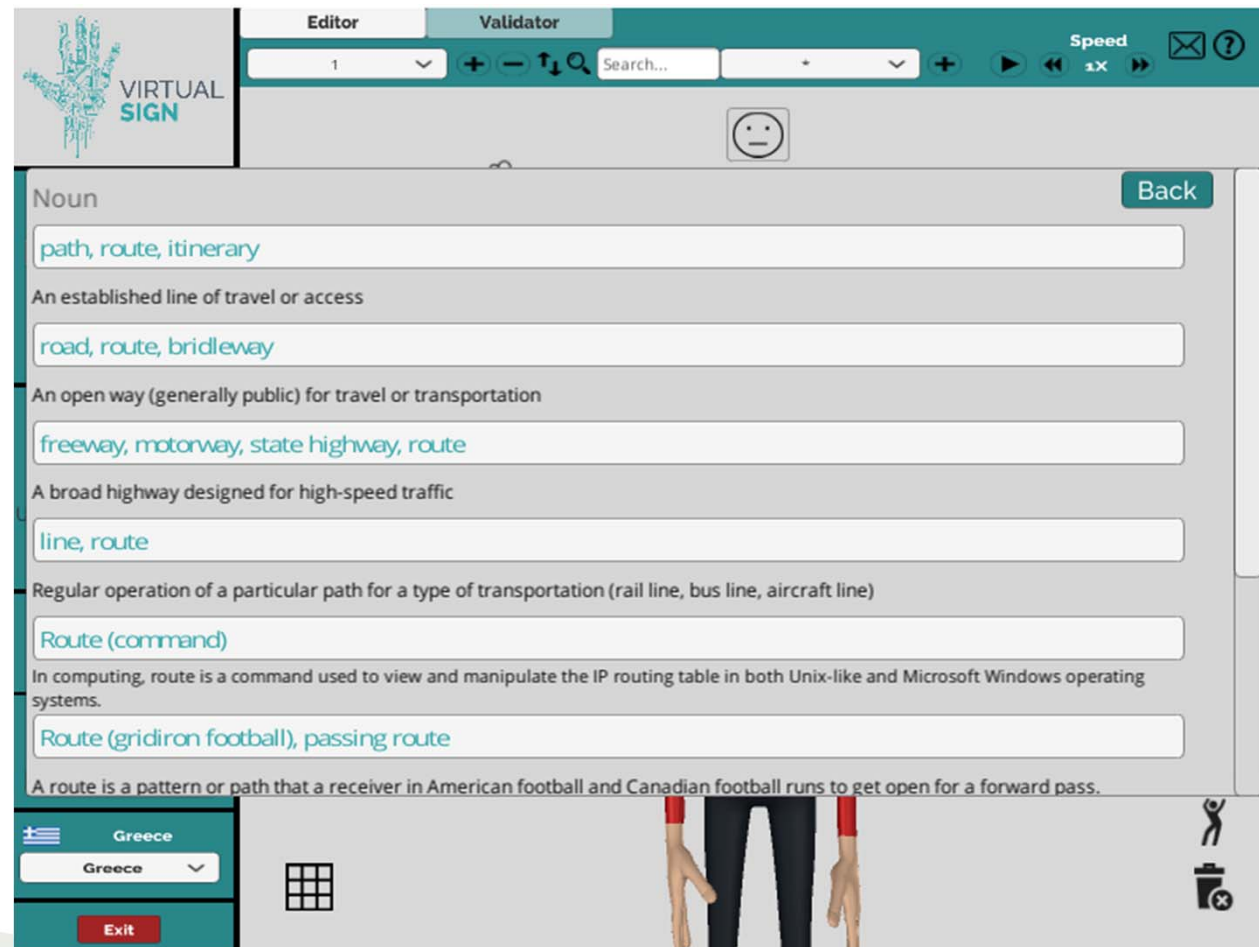 Editor
Validator
VIRTUAL
SIGN
1
Search...
*
Speed
1X
Noun
Back
path, route, itinerary
An established line of travel or access
road, route, bridleway
An open way (generally public) for travel or transportation
freeway, motorway, state highway, route
A broad highway designed for high-speed traffic
line, route
Regular operation of a particular path for a type of transportation (rail line, bus line, aircraft line)
Route (command)
In computing, route is a command used to view and manipulate the IP routing table in both Unix-like and Microsoft Windows operating
systems.
Route (gridiron football), passing route
A route is a pattern or path that a receiver in American football and Canadian football runs to get open for a forward pass.
Greece
Greece
Exit